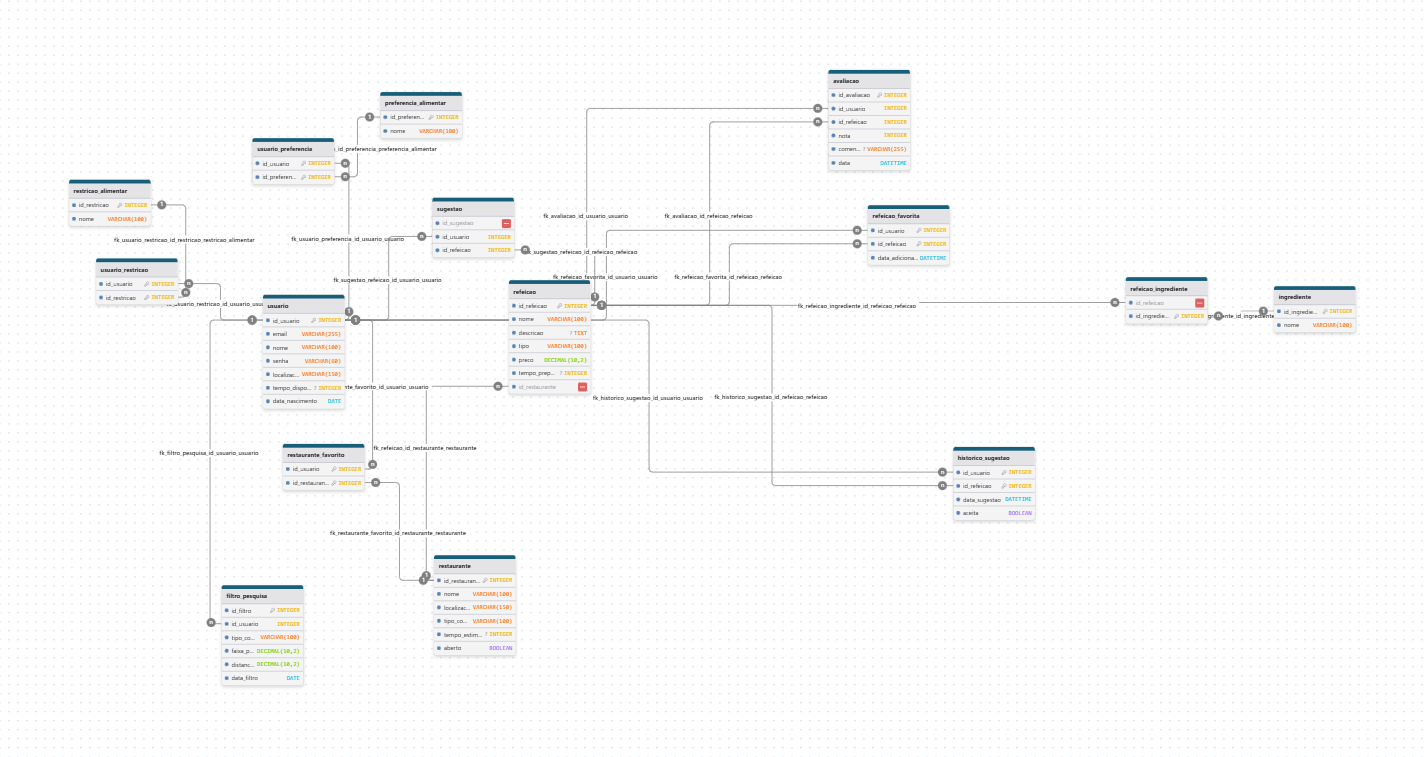 avaliacao
id_avaliacao INTEGER
id_usuario INTEGER
id_refeicao INTEGER
nota INTEGER
comen... ? VARCHAR(255)
data DATETIME
preferencia_alimentar
id_preferen... INTEGER
nome VARCHAR(100)
usuario_preferencia
id_usuario INTEGER
id_preferen... INTEGER
_id_preferencia_preferencia_alimentar
restricao_alimentar
id_restricao INTEGER
nome VARCHAR(100)
fk_usuario_restricao_id_restricao_restricao_alimentar
fk_usuario_preferencia_id_usuario_usuario
sugestao
id_sugestao
id_usuario INTEGER
id_refeicao INTEGER
fk_avaliacao_id_usuario_usuario
fk_avaliacao_id_refeicao_refeicao
refeicao_favorita
id_usuario INTEGER
id_refeicao INTEGER
data_adiciona... DATETIME
fk_sugestao_refeicao_id_refeicao_refeicao
usuario_restricao
id_usuario INTEGER
id_restricao INTEGER
usuario_restricao_id_usuario_usu
fk_sugestao_refeicao_id_usuario_usuario
fk_refeicao_favorita_id_usuario_usuario
fk_refeicao_favorita_id_refeicao_refeicao
usuario
id_usuario INTEGER
email VARCHAR(255)
nome VARCHAR(100)
senha VARCHAR(60)
localizac... VARCHAR(150)
tempo_dispo... ? INTEGER
data_nascimento DATE
refeicao
id_refeicao INTEGER
nome VARCHAR(100)
descricao ? TEXT
tipo VARCHAR(100)
preco DECIMAL(10,2)
tempo_prep... ? INTEGER
id_restaurante
fk_refeicao_ingrediente_id_refeicao_refeicao
refeicao_ingrediente
id_refeicao
id_ingredie... INTEGER
ingrediente
id_ingredie... INTEGER
nome VARCHAR(100)
nte_favorito_id_usuario_usuario
fk_historico_sugestao_id_usuario_usuario
fk_historico_sugestao_id_refeicao_refeicao
fk_filtro_pesquisa_id_usuario_usuario
restaurante_favorito
id_usuario INTEGER
id_restauran... INTEGER
fk_refeicao_id_restaurante_restaurante
historico_sugestao
id_usuario INTEGER
id_refeicao INTEGER
data_sugestao DATETIME
aceita BOOLEAN
fk_restaurante_favorito_id_restaurante_restaurante
restaurante
id_restauran... INTEGER
nome VARCHAR(100)
localizac... VARCHAR(150)
tipo_co... VARCHAR(100)
tempo_estim... ? INTEGER
aberto BOOLEAN
filtro_pesquisa
id_filtro INTEGER
id_usuario INTEGER
tipo_co... VARCHAR(100)
faixa_p... DECIMAL(10,2)
distanc... DECIMAL(10,2)
data_filtro DATE